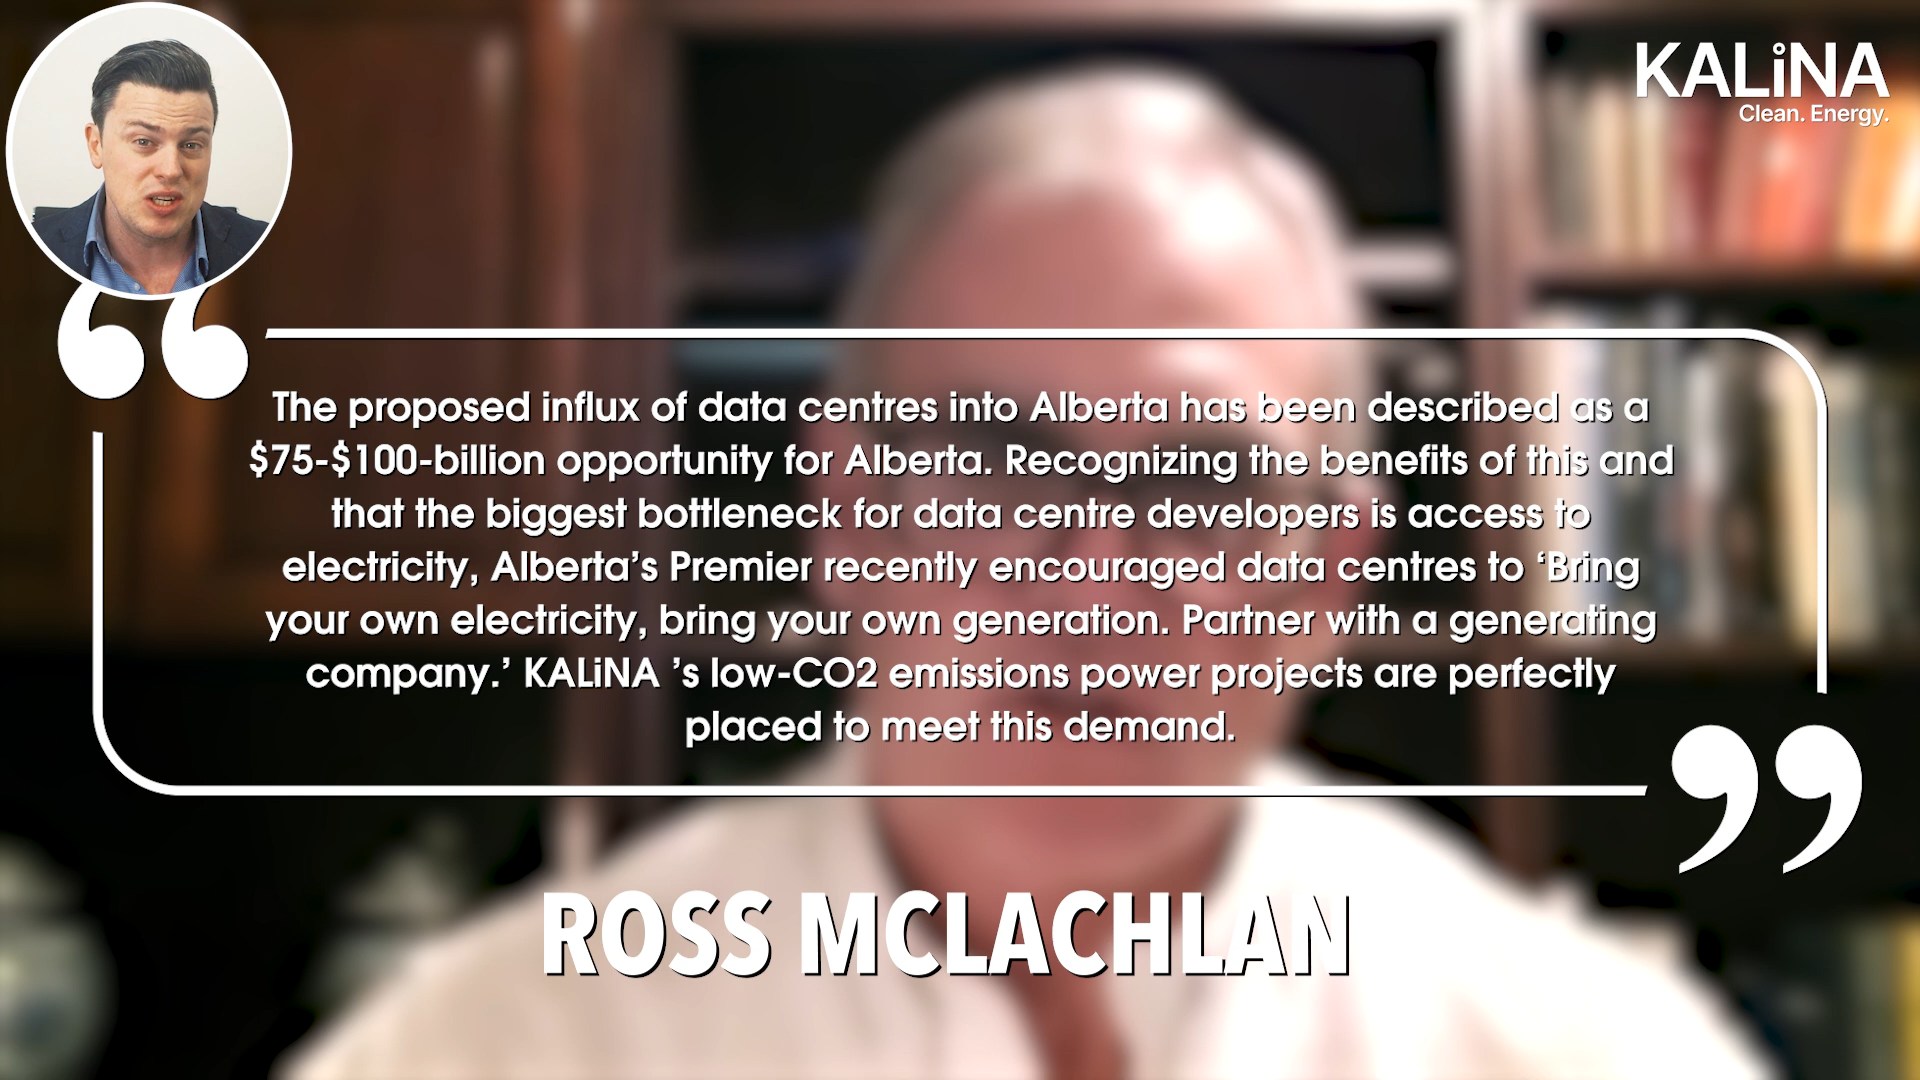 KALiNA
Clean. Energy.
“
The proposed influx of data centres into Alberta has been described as a
$75-$100-billion opportunity for Alberta. Recognizing the benefits of this and
that the biggest bottleneck for data centre developers is access to
electricity, Alberta’s Premier recently encouraged data centres to ‘Bring
your own electricity, bring your own generation. Partner with a generating
company.’ KALiNA ’s low-CO2 emissions power projects are perfectly
placed to meet this demand.
”
ROSS MCLACHLAN